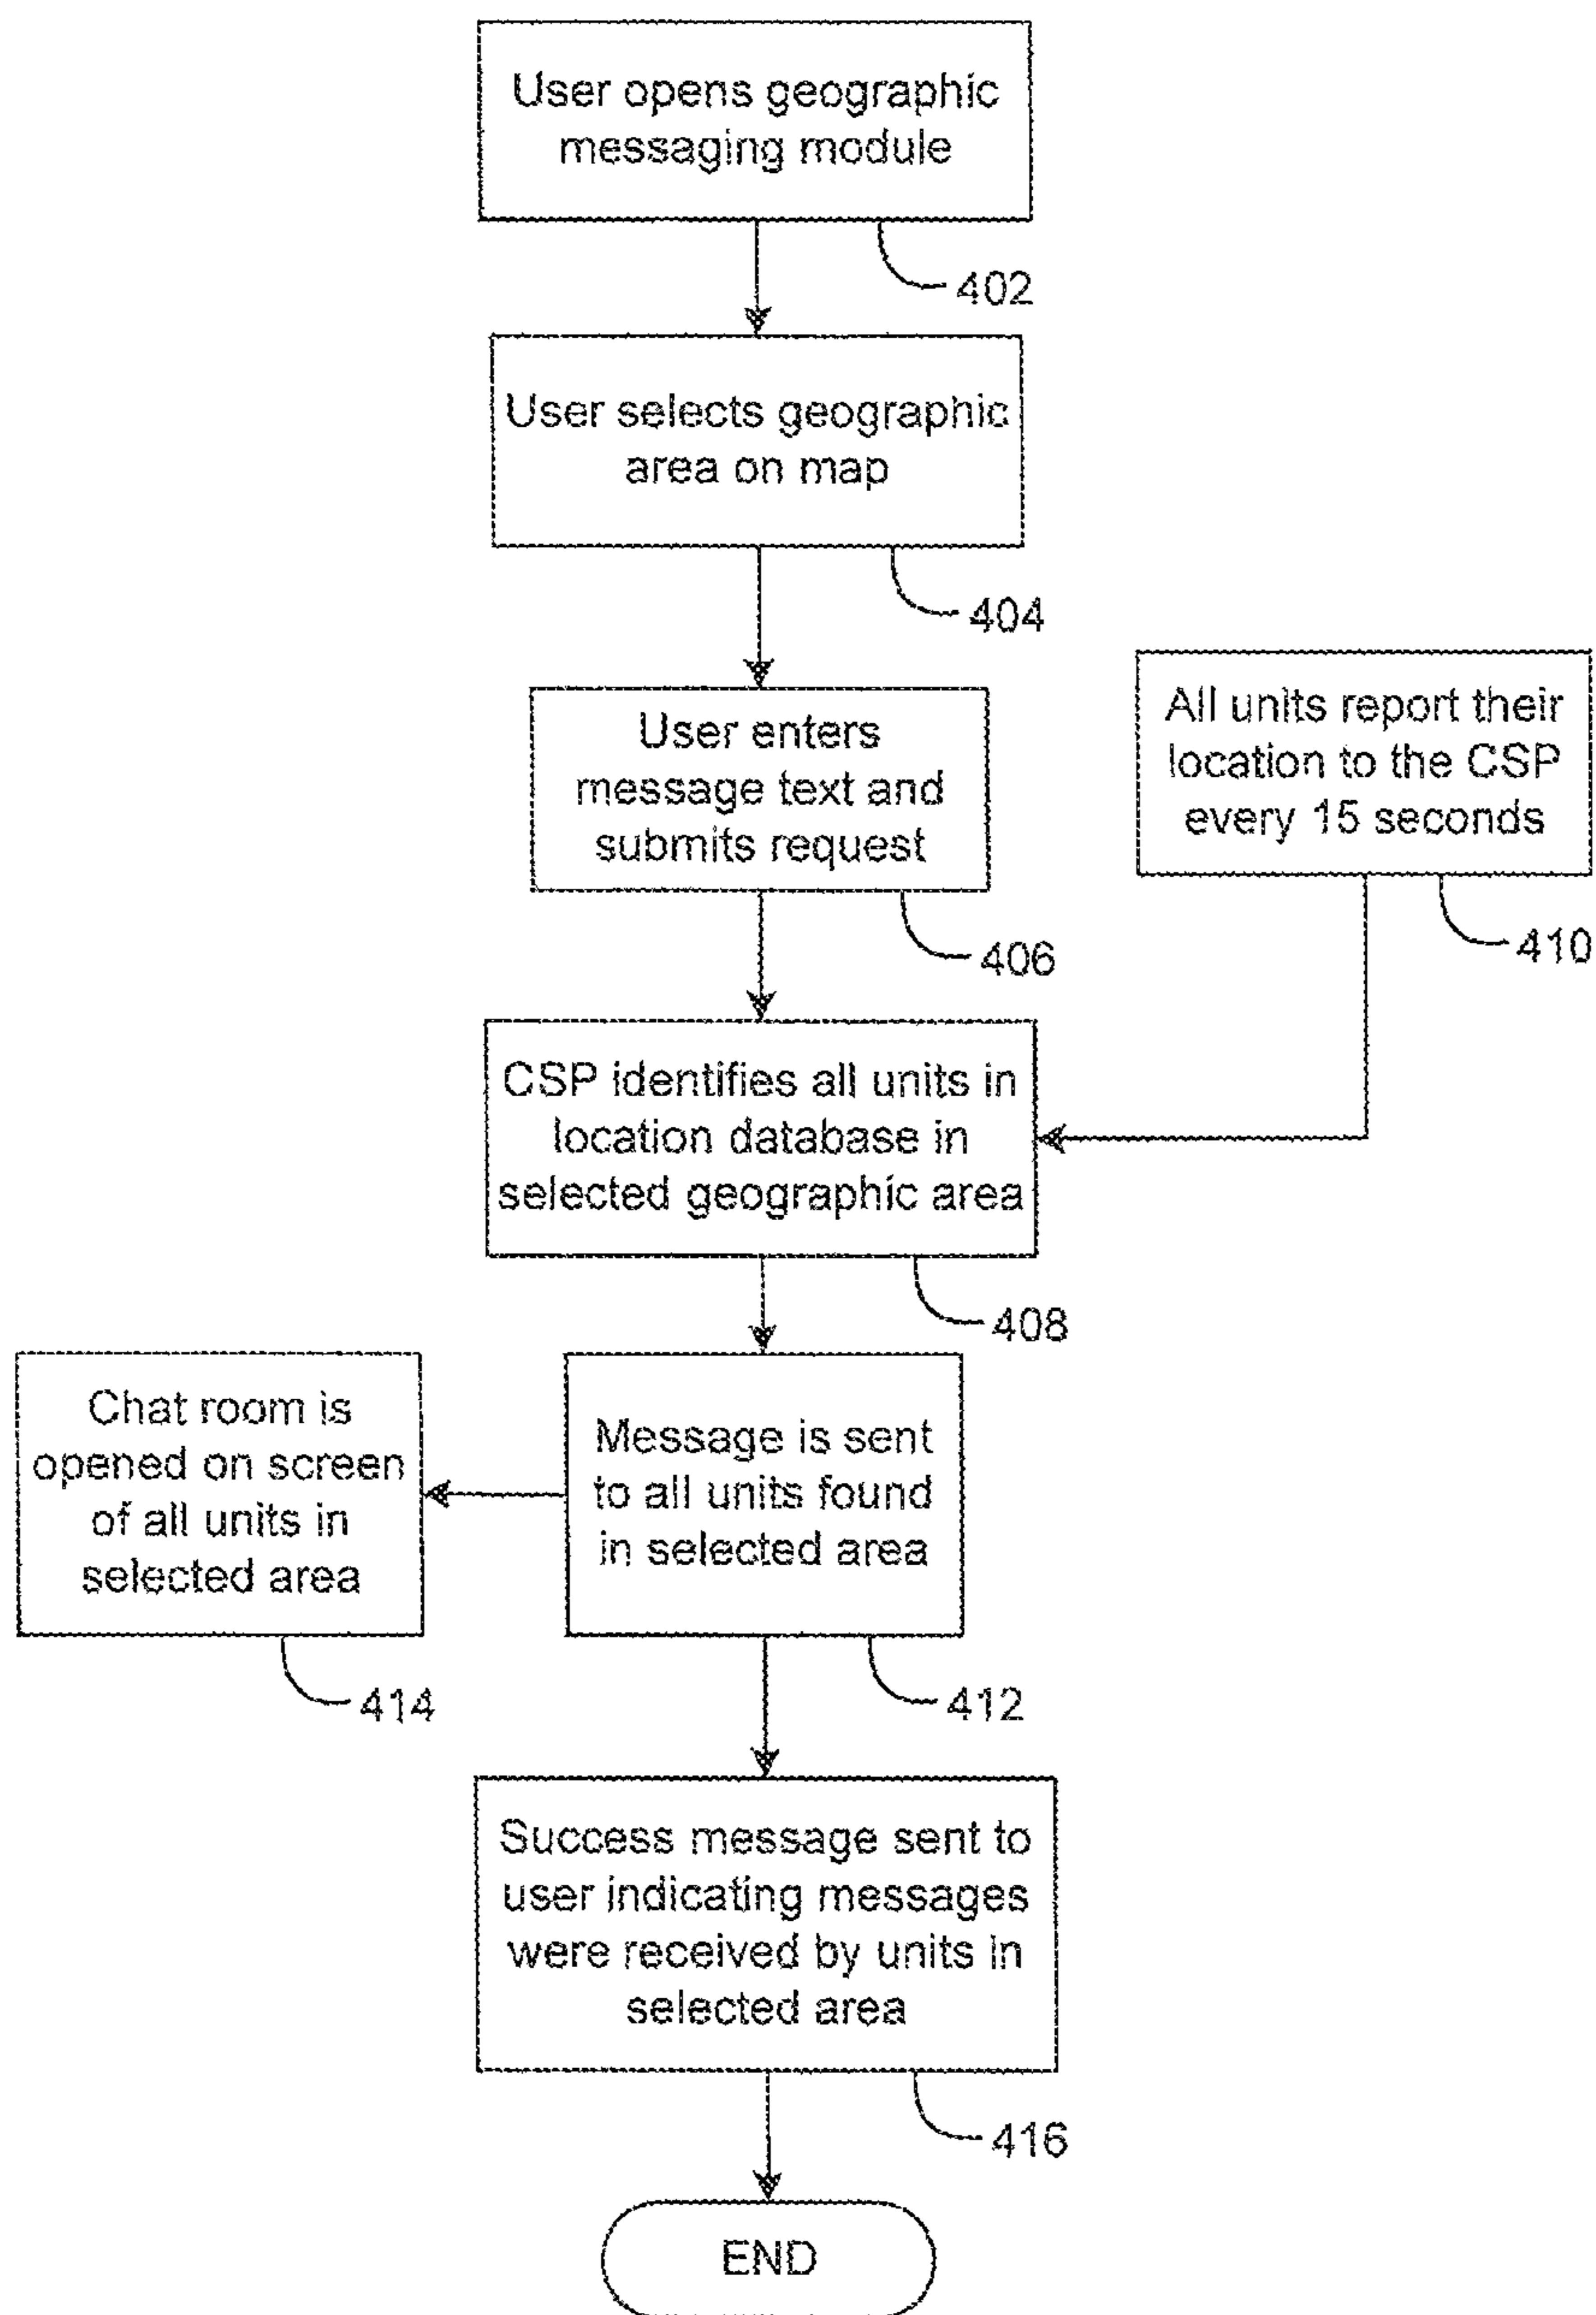 User opens geographic
messaging module
402
User selects geographic
area on map
404
User enters
message text and
submits request
406
All units report their
location to the CSP
every 15 seconds
410
CSP identifies all units in
location database in
selected geographic area
408
Chat room is
opened on screen
of all units in
selected area
414
Message is sent
to all units found
in selected area
412
Success message sent to
user indicating messages
were received by units in
selected area
416
END